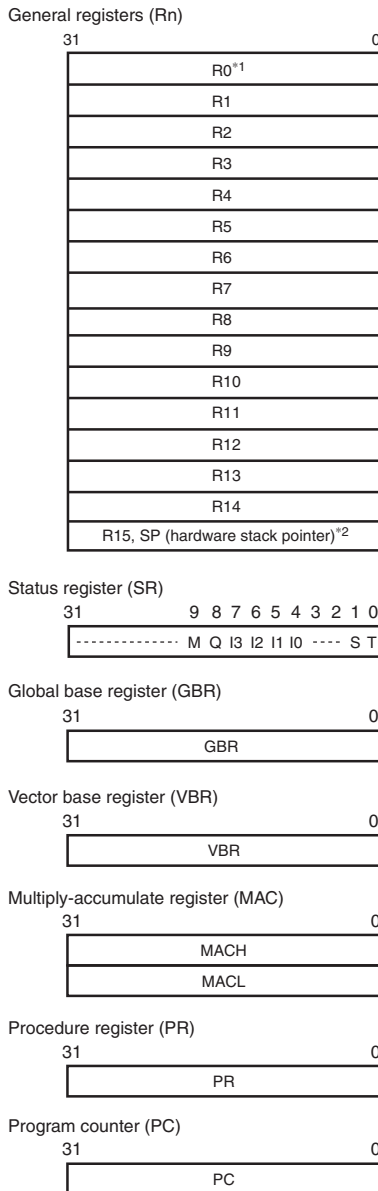 General registers (Rn)
31 0
R0*1
R1
R2
R3
R4
R5
R6
R7
R8
R9
R10
R11
R12
R13
R14
R15, SP (hardware stack pointer)*2
Status register (SR)
31 9 8 7 6 5 4 3 2 1 0
------------- M Q I3 I2 I1 I0 ---- S T
Global base register (GBR)
31 0
GBR
Vector base register (VBR)
31 0
VBR
Multiply-accumulate register (MAC)
31 0
MACH
MACL
Procedure register (PR)
31 0
PR
Program counter (PC)
31 0
PC